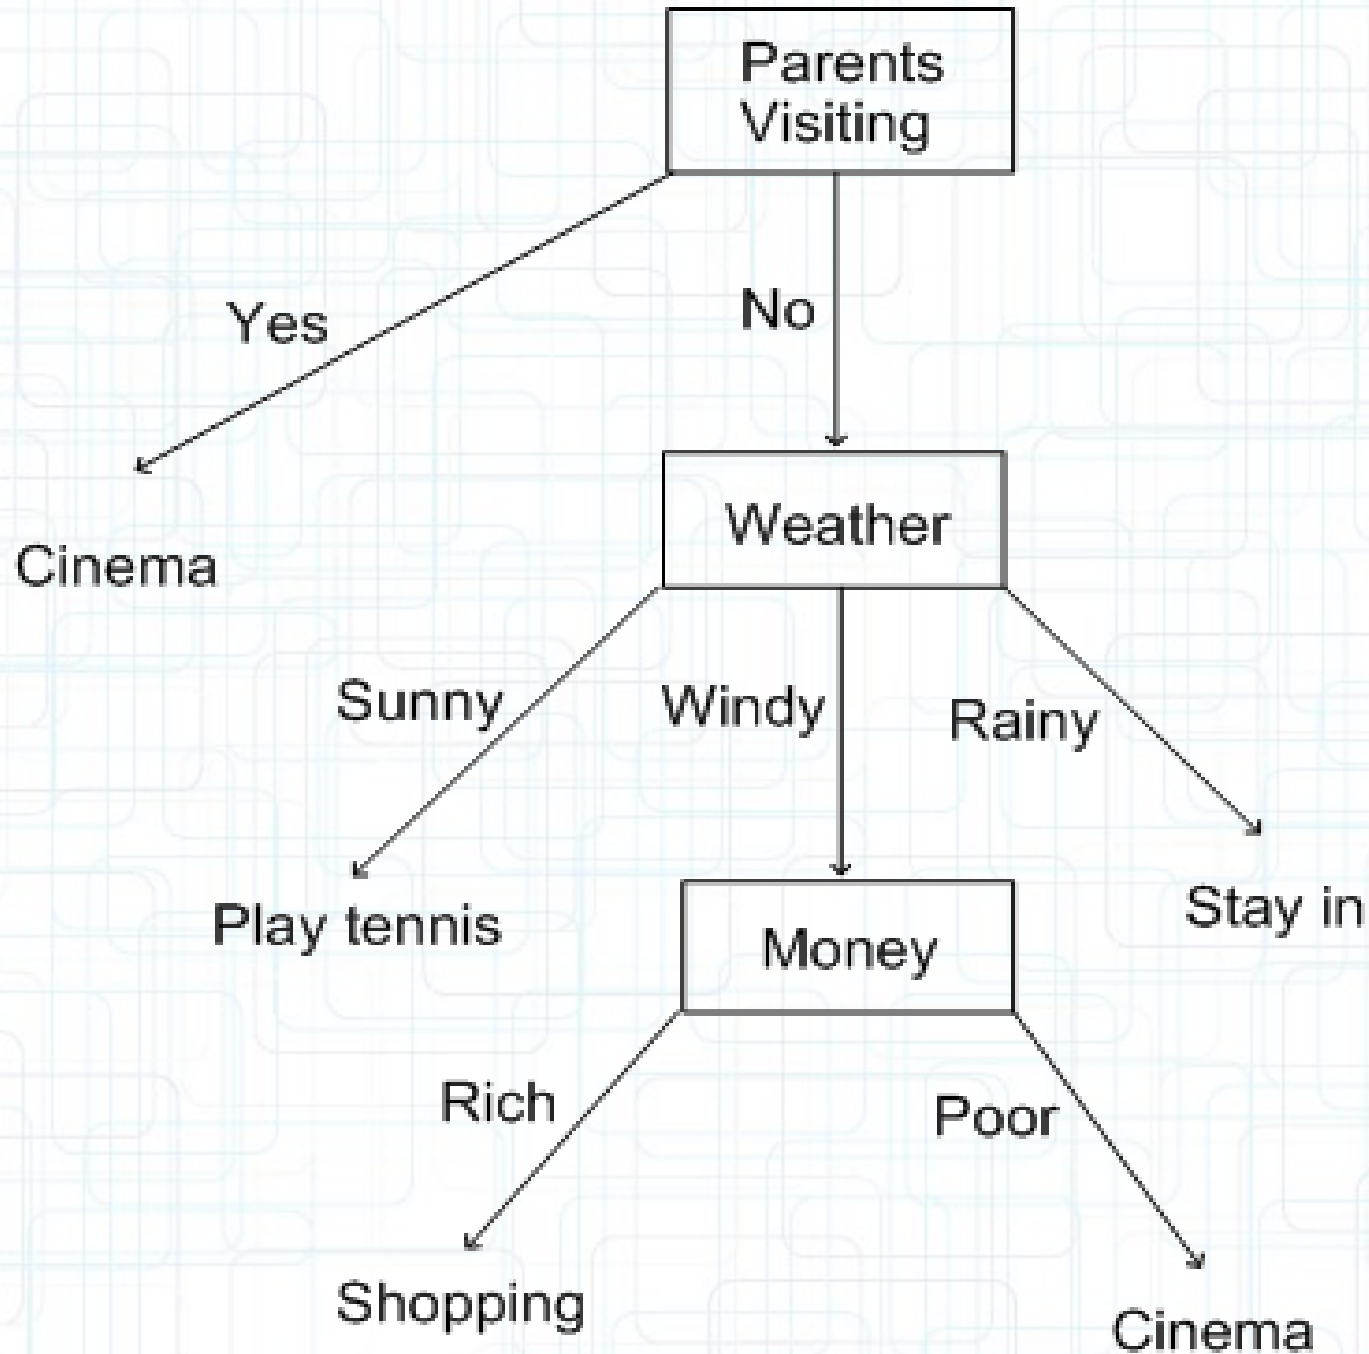 Parents
Visiting
Yes
No
Cinema
Weather
Sunny
Windy
Rainy
Play tennis
Money
Stay in
Rich
Poor
Shopping
Cinema